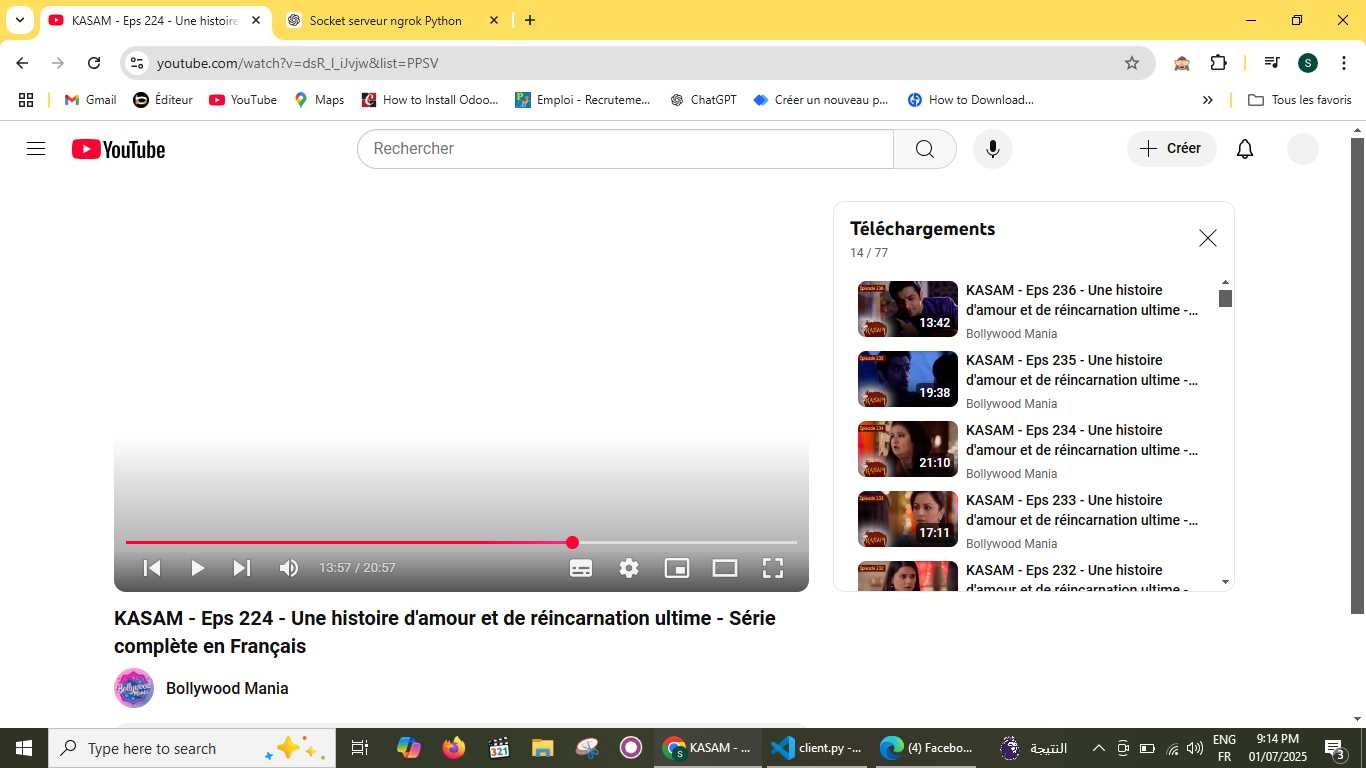 KASAM - Eps 224 - Une histoire
Socket serveur ngrok Python
youtube.com/watch?v=dsR_l_iJvjw&list=PPSV
S
Gmail
Éditeur
YouTube
Maps
How to Install Odoo...
Emploi - Recruteme...
ChatGPT
Créer un nouveau p...
How to Download...
Tous les favoris
YouTube
Rechercher
Créer
Téléchargements
14 / 77
KASAM - Eps 236 - Une histoire
d'amour et de réincarnation ultime -...
Bollywood Mania
13:42
KASAM - Eps 235 - Une histoire
d'amour et de réincarnation ultime -...
Bollywood Mania
19:38
KASAM - Eps 234 - Une histoire
d'amour et de réincarnation ultime -...
Bollywood Mania
21:10
KASAM - Eps 233 - Une histoire
d'amour et de réincarnation ultime -...
Bollywood Mania
17:11
KASAM - Eps 232 - Une histoire
d'amour et de réincarnation ultime -...
13:57 / 20:57
KASAM - Eps 224 - Une histoire d'amour et de réincarnation ultime - Série
complète en Français
Bollywood Mania
Type here to search
KASAM - ...
client.py -...
(4) Facebo...
النتيجة
ENG
FR
9:14 PM
01/07/2025
3